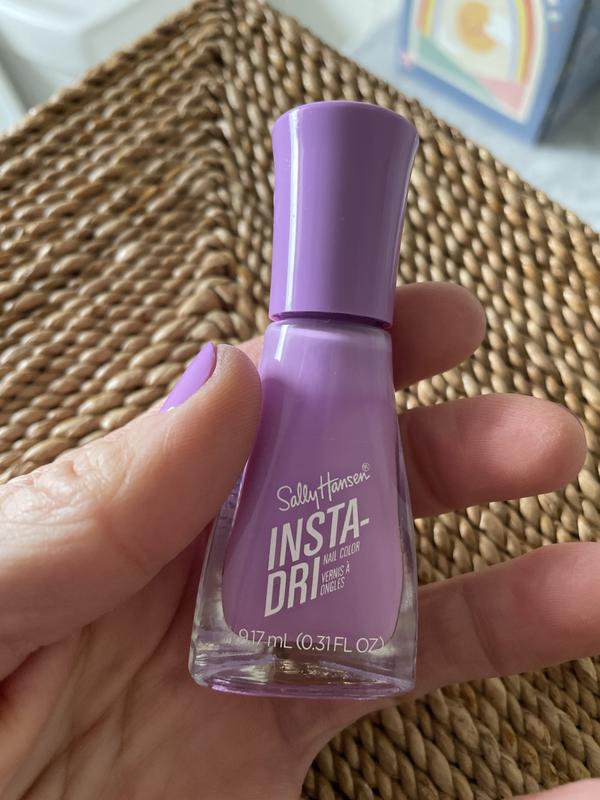 Sally Hansen®
INSTA-
DRI
NAIL COLOR
VERNIS À
ONGLES
9.17 mL (0.31 FL OZ)